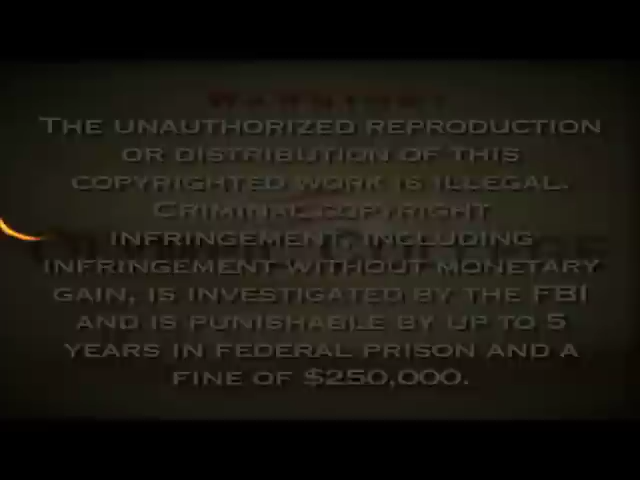 WARNING!
THE UNAUTHORIZED REPRODUCTION
OR DISTRIBUTION OF THIS
COPYRIGHTED WORK IS ILLEGAL.
CRIMINAL COPYRIGHT
INFRINGEMENT, INCLUDING
INFRINGEMENT WITHOUT MONETARY
GAIN, IS INVESTIGATED BY THE FBI
AND IS PUNISHABLE BY UP TO 5
YEARS IN FEDERAL PRISON AND A
FINE OF $250,000.